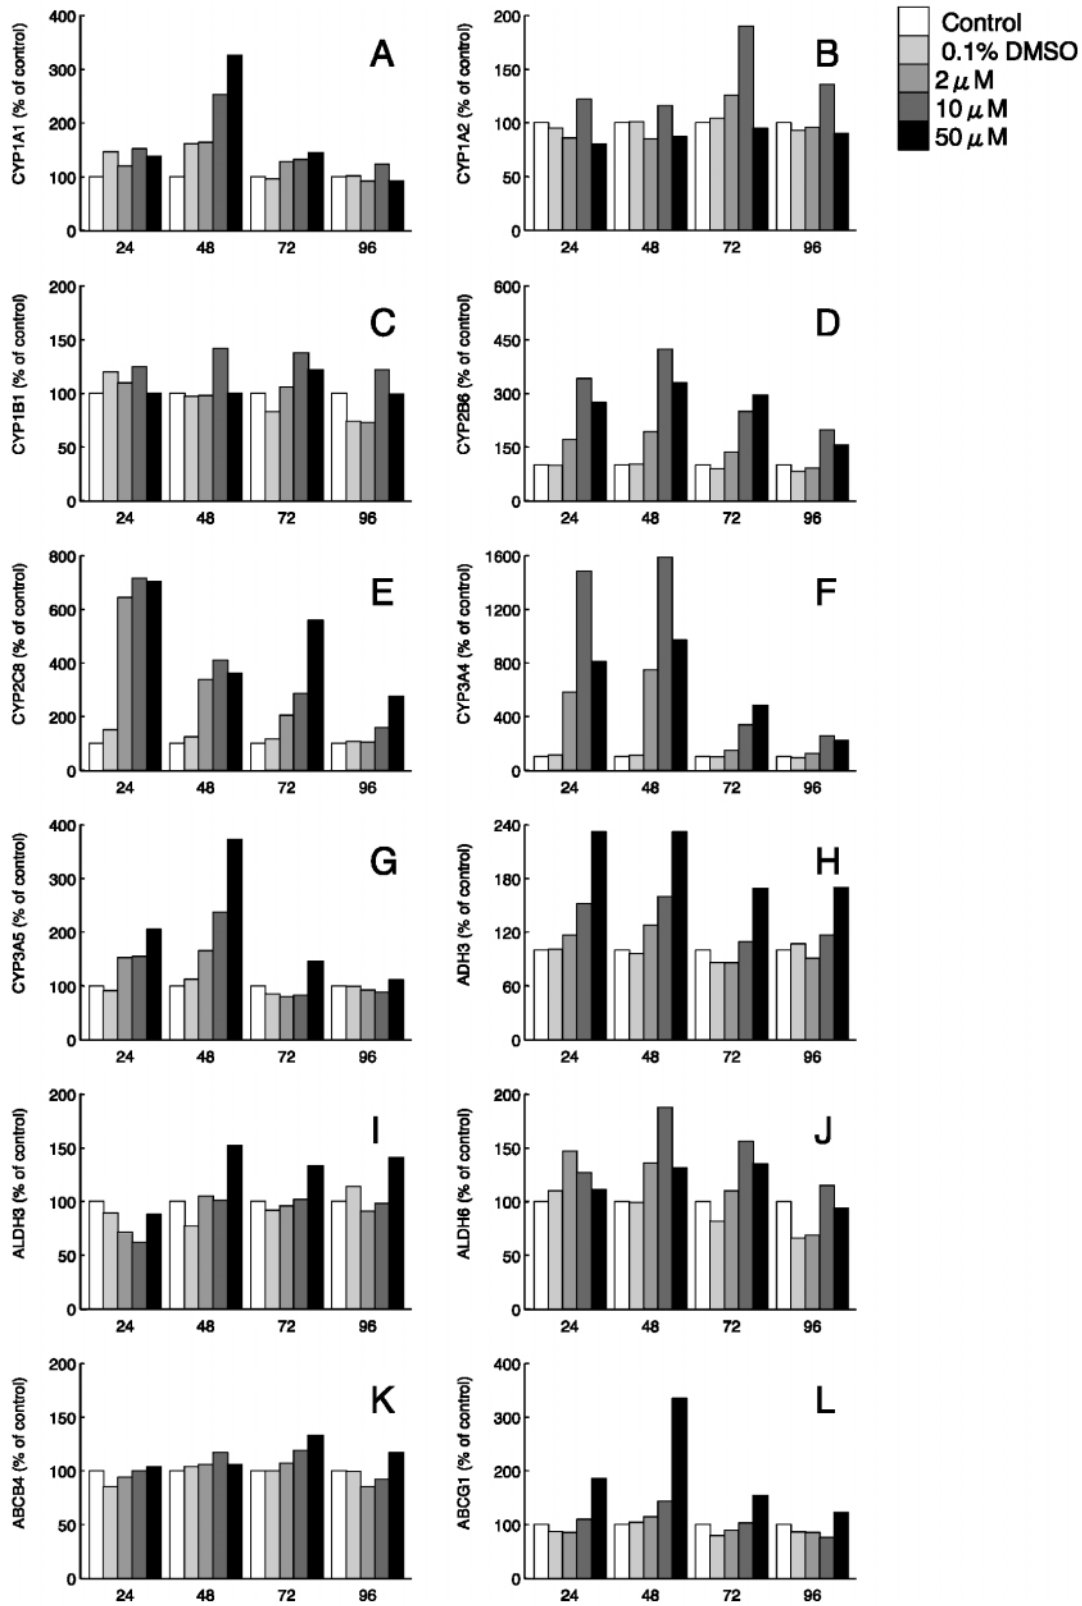 Control
0.1% DMSO
2 μM
10 μM
50 μM
A
CYP1A1 (% of control)
400
300
200
100
0
24 48 72 96
B
CYP1A2 (% of control)
200
150
100
50
0
24 48 72 96
C
CYP1B1 (% of control)
200
150
100
50
0
24 48 72 96
D
CYP2B6 (% of control)
600
450
300
150
0
24 48 72 96
E
CYP2C8 (% of control)
800
600
400
200
0
24 48 72 96
F
CYP3A4 (% of control)
1600
1200
800
400
0
24 48 72 96
G
CYP3A5 (% of control)
400
300
200
100
0
24 48 72 96
H
ADH3 (% of control)
240
180
120
60
0
24 48 72 96
I
ALDH3 (% of control)
200
150
100
50
0
24 48 72 96
J
ALDH6 (% of control)
200
150
100
50
0
24 48 72 96
K
ABCB4 (% of control)
200
150
100
50
0
24 48 72 96
L
ABCG1 (% of control)
400
300
200
100
0
24 48 72 96